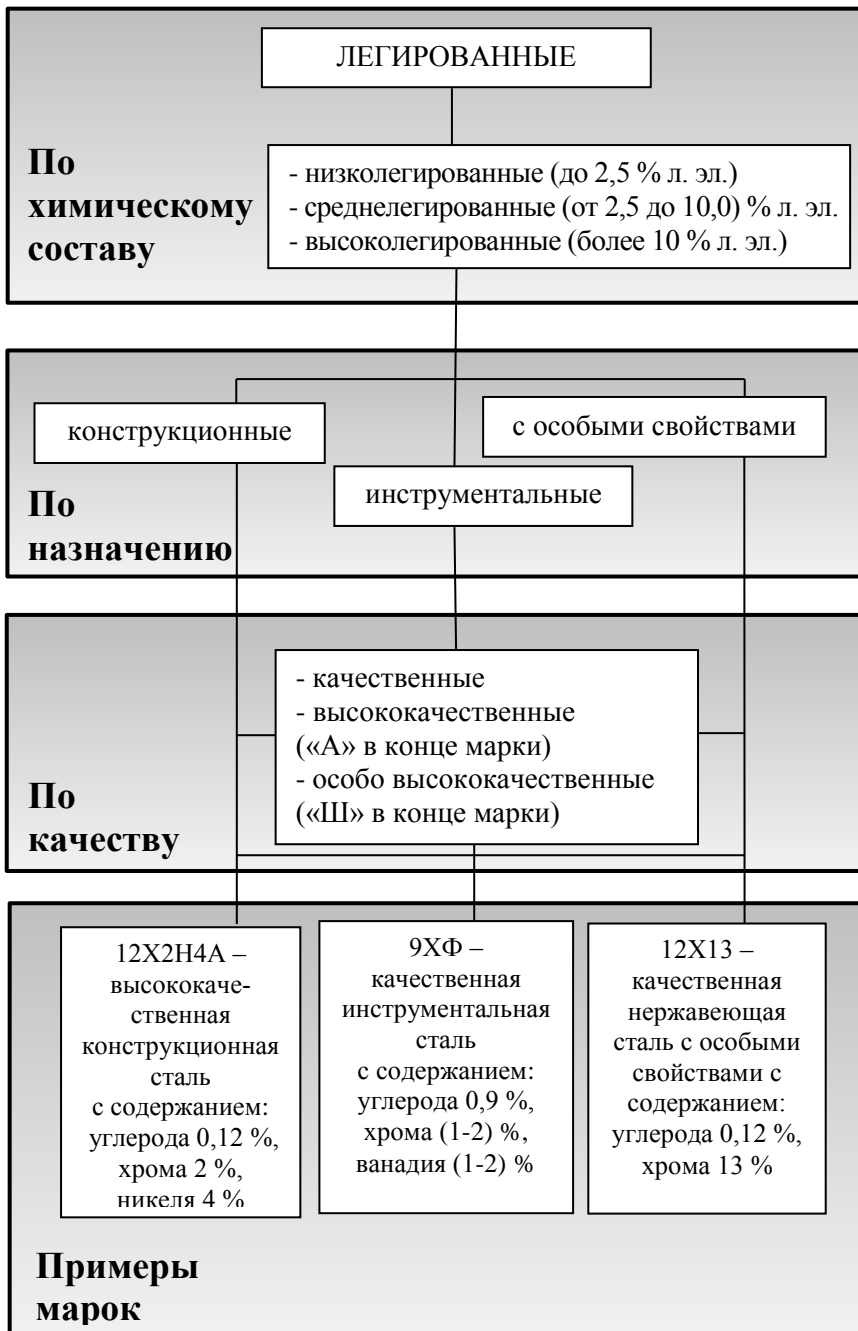 ЛЕГИРОВАННЫЕ
По
химическому
составу
- низколегированные (до 2,5 % л. эл.)
- среднелегированные (от 2,5 до 10,0) % л. эл.
- высоколегированные (более 10 % л. эл.)
конструкционные
с особыми свойствами
инструментальные
По
назначению
- качественные
- высококачественные
(«А» в конце марки)
- особо высококачественные
(«Ш» в конце марки)
По
качеству
12Х2Н4А –
высококаче-
ственная
конструкционная
сталь
с содержанием:
углерода 0,12 %,
хрома 2 %,
никеля 4 %
9ХФ –
качественная
инструментальная
сталь
с содержанием:
углерода 0,9 %,
хрома (1-2) %,
ванадия (1-2) %
12Х13 –
качественная
нержавеющая
сталь с особыми
свойствами с
содержанием:
углерода 0,12 %,
хрома 13 %
Примеры
марок